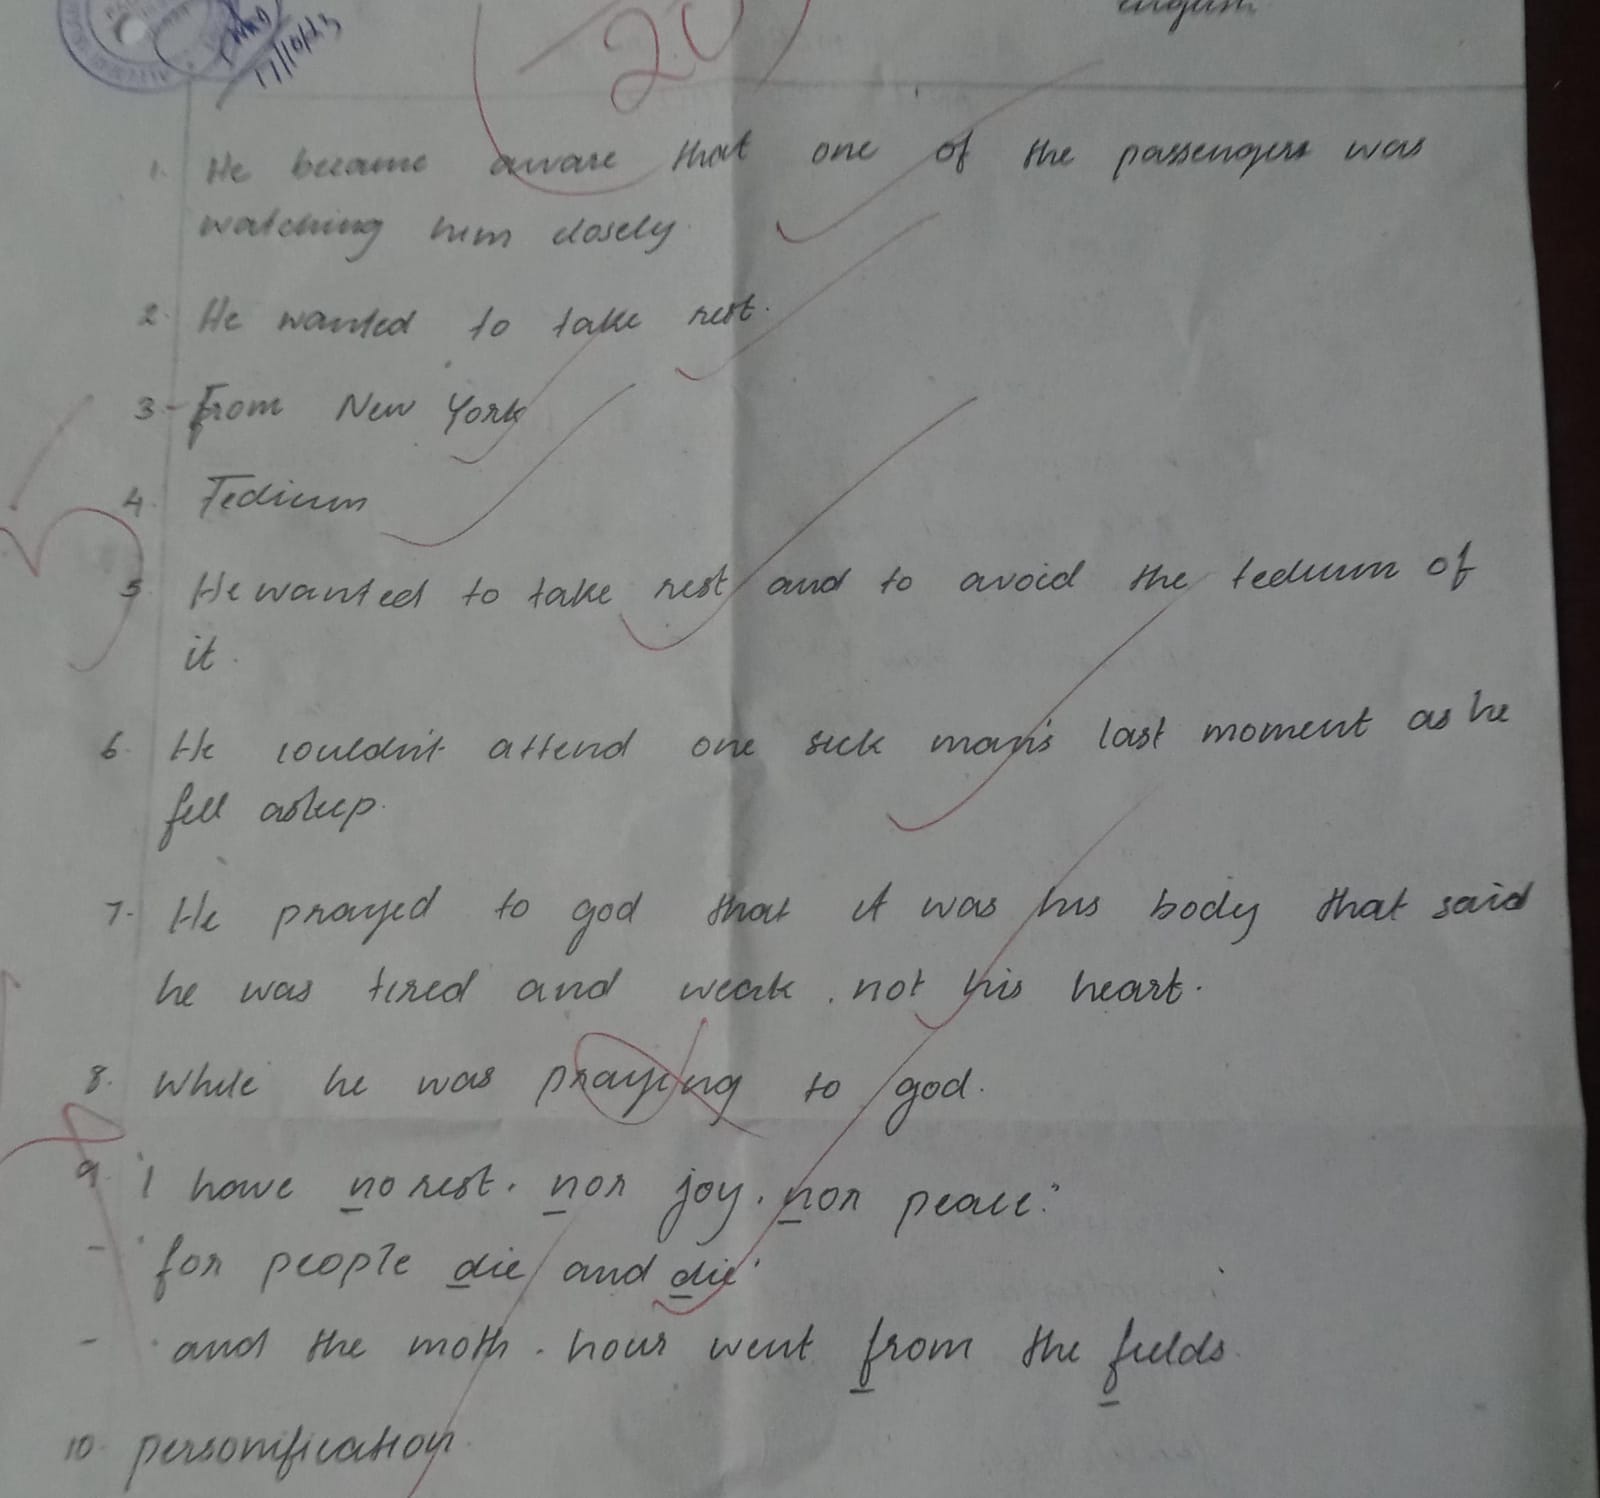 english
17/10/23
20
1. He became aware that one of the passengers was
watching him closely.
2. He wanted to take rest.
3- From New York
4. Tedium
5. He wanted to take rest and to avoid the tedium of
it.
6. He couldn't attend one sick man's last moment as he
fell asleep.
7. He prayed to god that it was his body that said
he was tired and weak, not his heart.
8. While he was praying to god.
9. 'I have no rest, nor joy, nor peace.'
- 'for people die and die'
- 'and the moth-hour went from the fields.
10. personification.